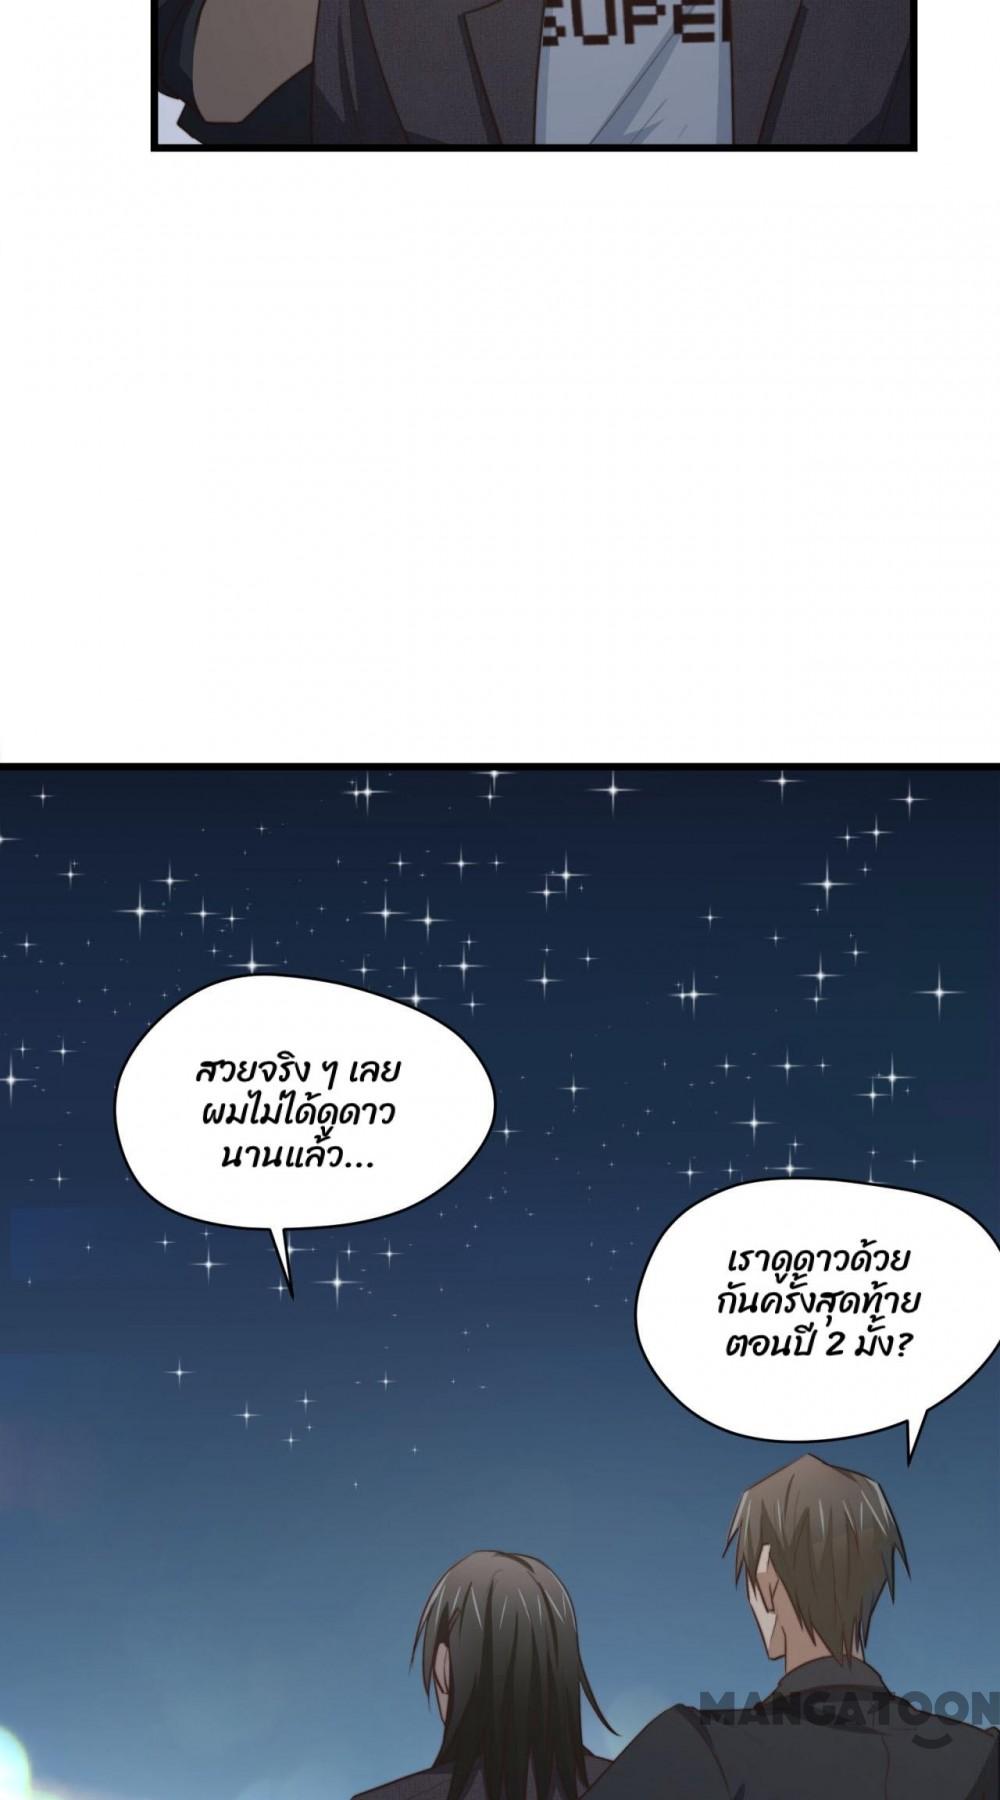 SUPER
สวยจริง ๆ เลย
ผมไม่ได้ดูดาว
นานแล้ว...
เราดูดาวด้วย
กันครั้งสุดท้าย
ตอนปี 2 มั้ง?
MANGATOON